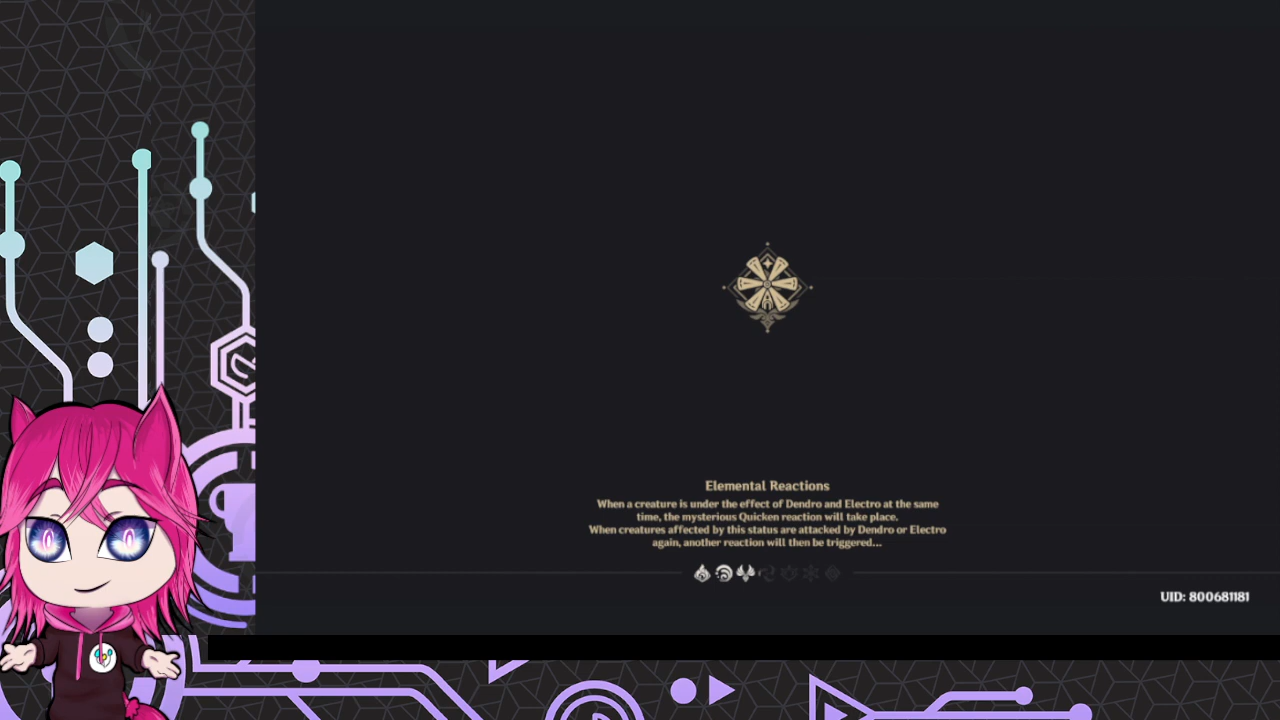 Elemental Reactions
When a creature is under the effect of Dendro and Electro at the same
time, the mysterious Quicken reaction will take place.
When creatures affected by this status are attacked by Dendro or Electro
again, another reaction will then be triggered...
UID: 800681181